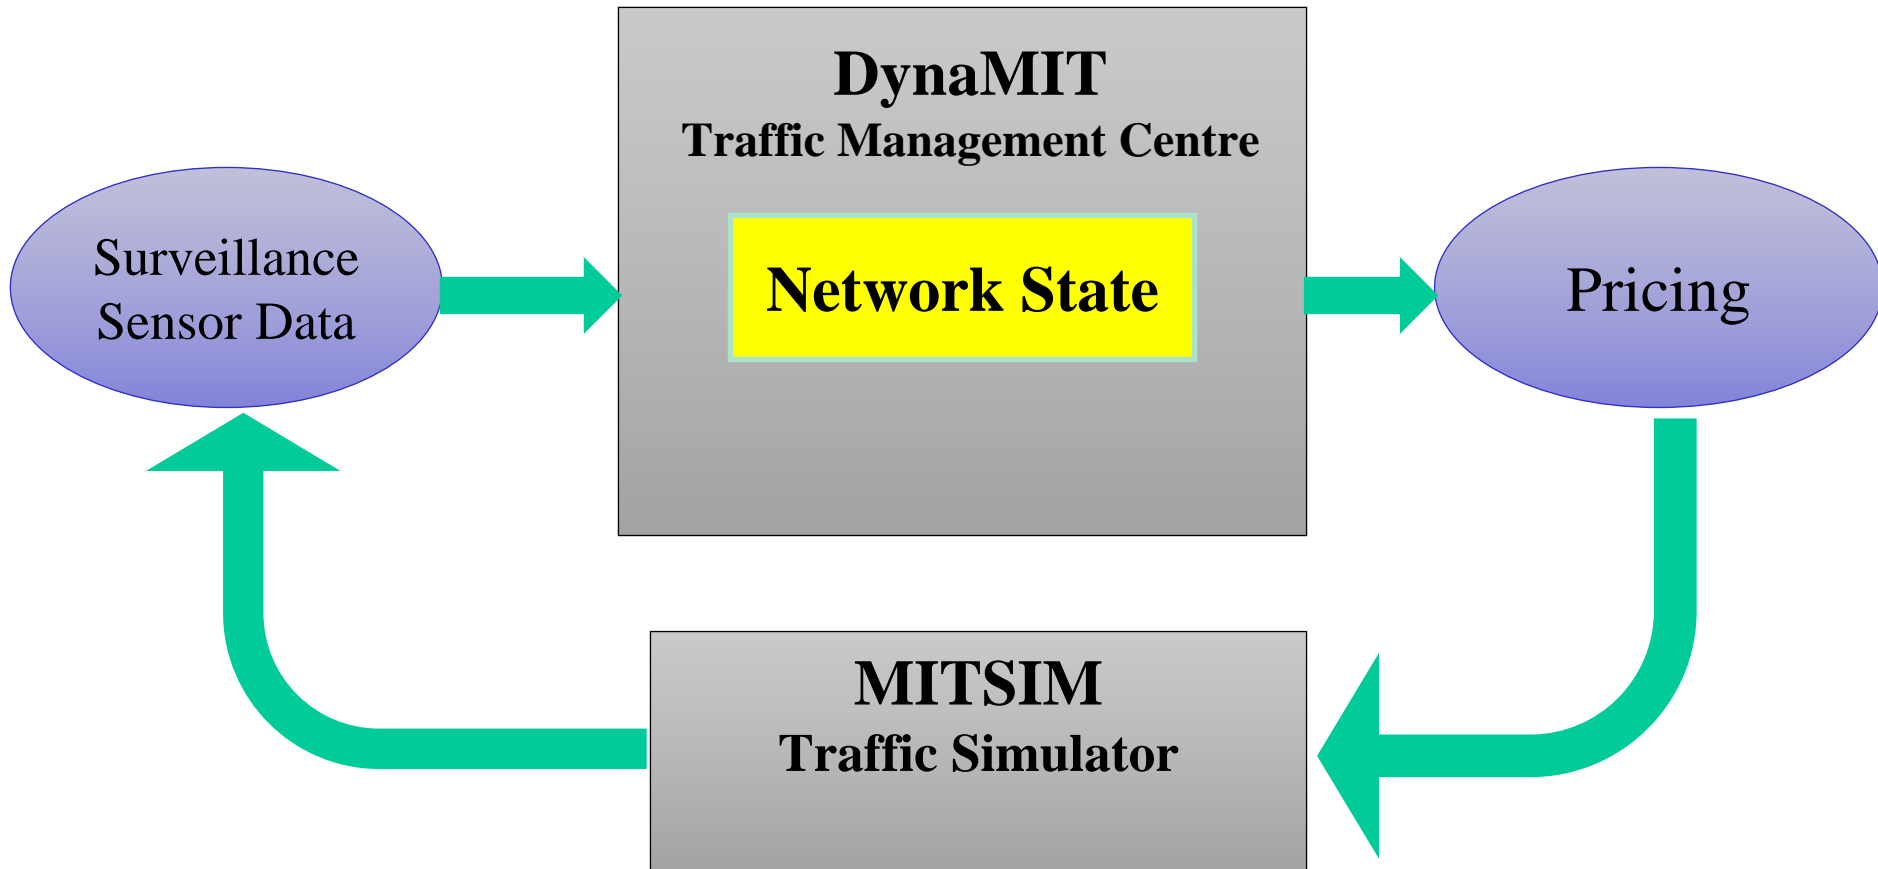 DynaMIT
Traffic Management Centre
Surveillance
Sensor Data
Network State
Pricing
MITSIM
Traffic Simulator